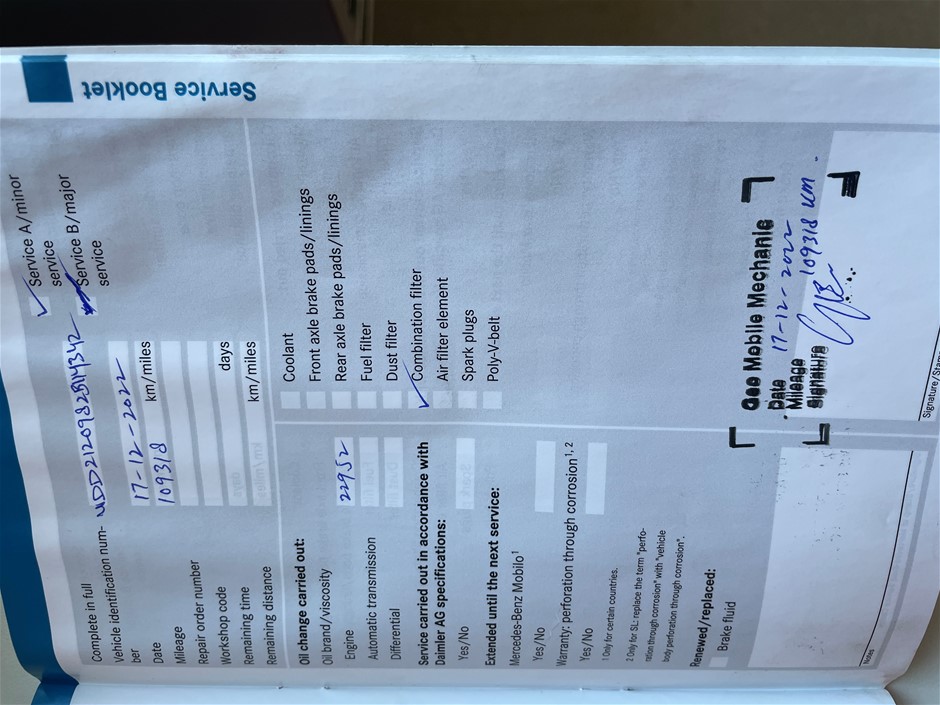 Service Booklet
Complete in full
Service A/minor
service
Service B/major
service
Vehicle identification num-
ber WDD2120982B114342
Date 17-12-2022
Mileage 109318 km/miles
Repair order number
Workshop code
Remaining time days
Remaining distance km/miles
Oil change carried out:
Oil brand/viscosity
Engine 22952
Automatic transmission
Differential
Service carried out in accordance with
Daimler AG specifications:
Yes/No
Extended until the next service:
Mercedes-Benz Mobilo¹
Yes/No
Warranty: perforation through corrosion¹, ²
Yes/No
¹ Only for certain countries.
² Only for SL: replace the term "perfo-
ration through corrosion" with "vehicle
body perforation through corrosion".
Renewed/replaced:
Brake fluid
Coolant
Front axle brake pads/linings
Rear axle brake pads/linings
Fuel filter
Dust filter
Combination filter
Air filter element
Spark plugs
Poly-V-belt
Geo Mobile Mechanic
Date 17-12-2022
Mileage 109318 KM
Signature
Notes
Signature/Stamp